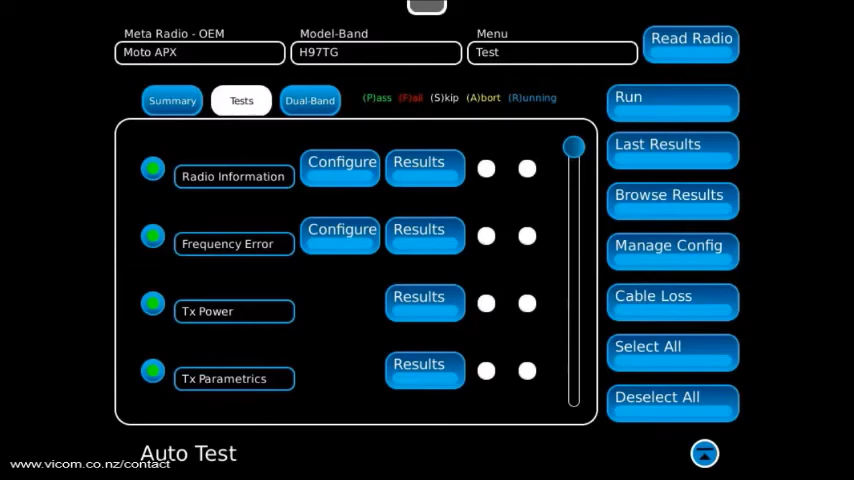 Meta Radio - OEM
Moto APX
Model-Band
H97TG
Menu
Test
Read Radio
Summary
Tests
Dual-Band
(P)ass (F)ail (S)kip (A)bort (R)unning
Run
Last Results
Browse Results
Manage Config
Cable Loss
Select All
Deselect All
Radio Information
Configure
Results
Frequency Error
Configure
Results
Tx Power
Results
Tx Parametrics
Results
Auto Test
www.vicom.co.nz/contact